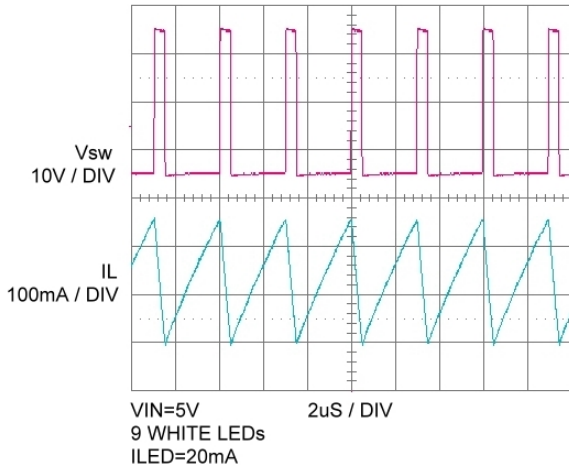 Vsw
10V / DIV
IL
100mA / DIV
VIN=5V 2uS / DIV
9 WHITE LEDs
ILED=20mA